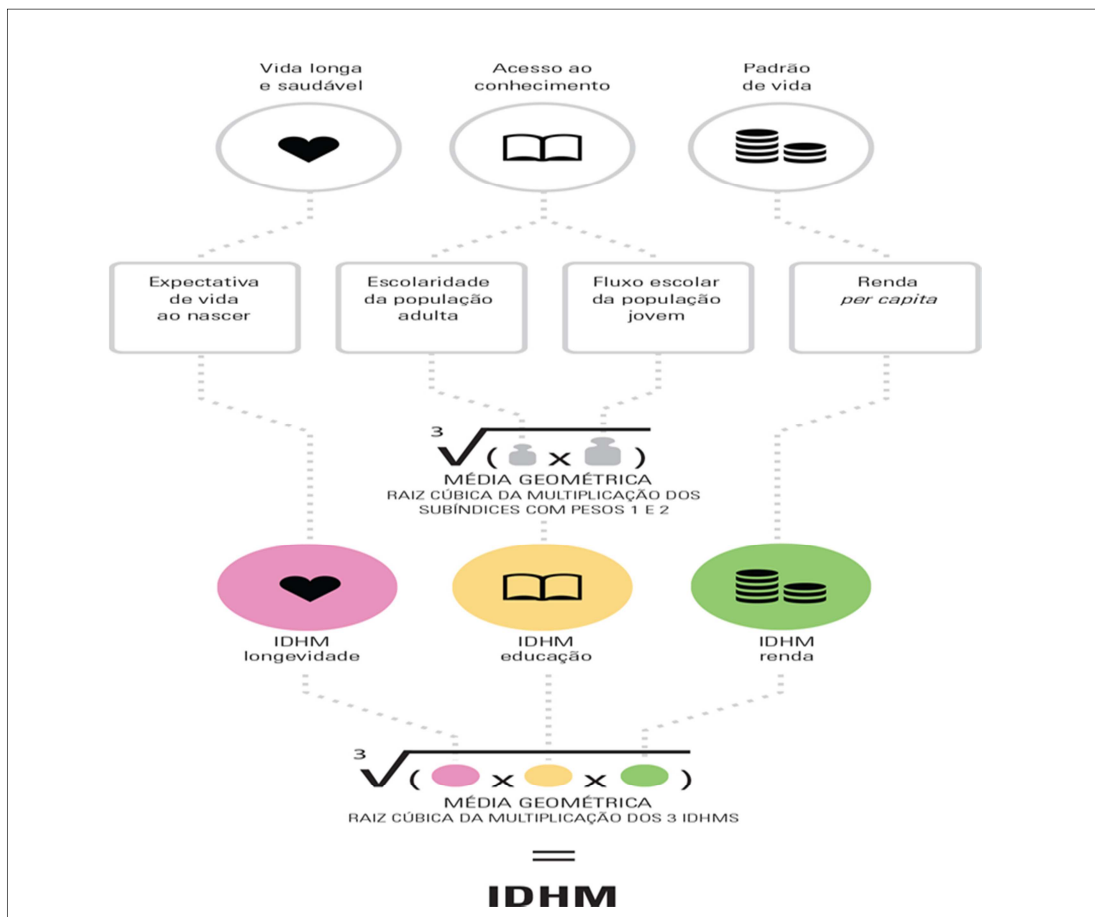 Vida longa
e saudável
Acesso ao
conhecimento
Padrão
de vida
Expectativa
de vida
ao nascer
Escolaridade
da população
adulta
Fluxo escolar
da população
jovem
Renda
per capita
3√( x )
MÉDIA GEOMÉTRICA
RAIZ CÚBICA DA MULTIPLICAÇÃO DOS
SUBÍNDICES COM PESOS 1 E 2
IDHM
longevidade
IDHM
educação
IDHM
renda
3√( x x )
MÉDIA GEOMÉTRICA
RAIZ CÚBICA DA MULTIPLICAÇÃO DOS 3 IDHMS
=
IDHM